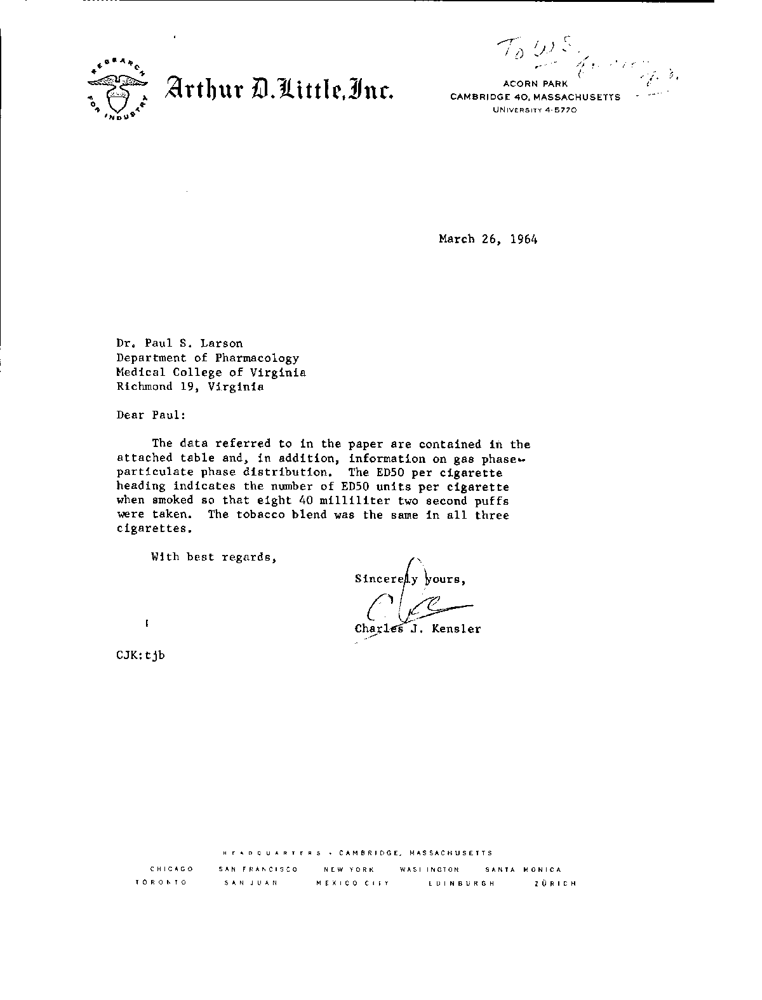 To WS
RESEARCH FOR INDUSTRY
Arthur D. Little, Inc.
ACORN PARK
CAMBRIDGE 40, MASSACHUSETTS
UNIVERSITY 4-5770
March 26, 1964
Dr. Paul S. Larson
Department of Pharmacology
Medical College of Virginia
Richmond 19, Virginia
Dear Paul:
The data referred to in the paper are contained in the
attached table and, in addition, information on gas phase-
particulate phase distribution. The ED50 per cigarette
heading indicates the number of ED50 units per cigarette
when smoked so that eight 40 milliliter two second puffs
were taken. The tobacco blend was the same in all three
cigarettes.
With best regards,
Sincerely yours,
Charles J. Kensler
CJK:tjb
HEADQUARTERS · CAMBRIDGE, MASSACHUSETTS
CHICAGO SAN FRANCISCO NEW YORK WASHINGTON SANTA MONICA
TORONTO SAN JUAN MEXICO CITY EDINBURGH ZÜRICH